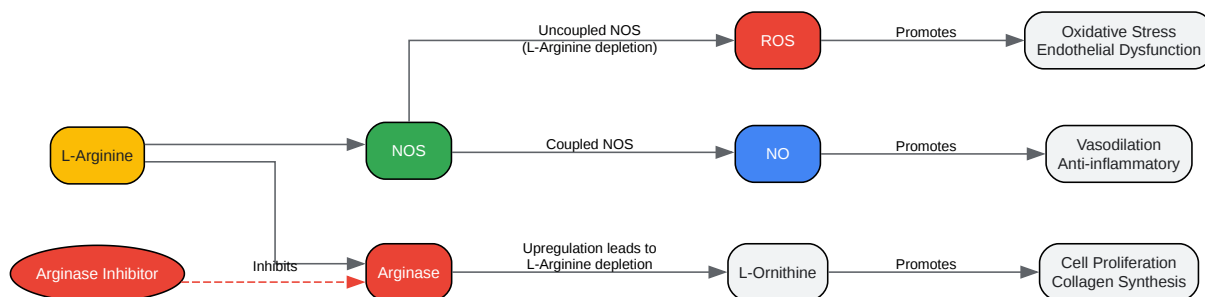 Uncoupled NOS
(L-Arginine depletion)
ROS
Promotes
Oxidative Stress
Endothelial Dysfunction
L-Arginine
NOS
Coupled NOS
NO
Promotes
Vasodilation
Anti-inflammatory
Arginase Inhibitor
Inhibits
Arginase
Upregulation leads to
L-Arginine depletion
L-Ornithine
Promotes
Cell Proliferation
Collagen Synthesis